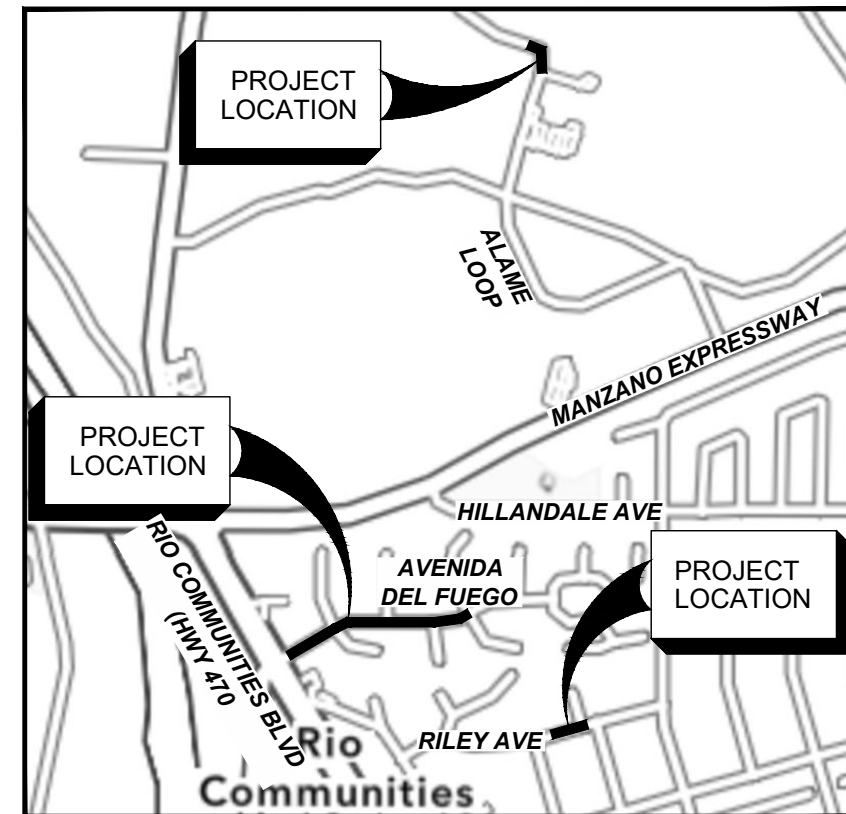 PROJECT
LOCATION
ALAME
LOOP
MANZANO EXPRESSWAY
PROJECT
LOCATION
HILLANDALE AVE
RIO COMMUNITIES BLVD
(HWY 470
AVENIDA
DEL FUEGO
PROJECT
LOCATION
RILEY AVE
Rio
Communities